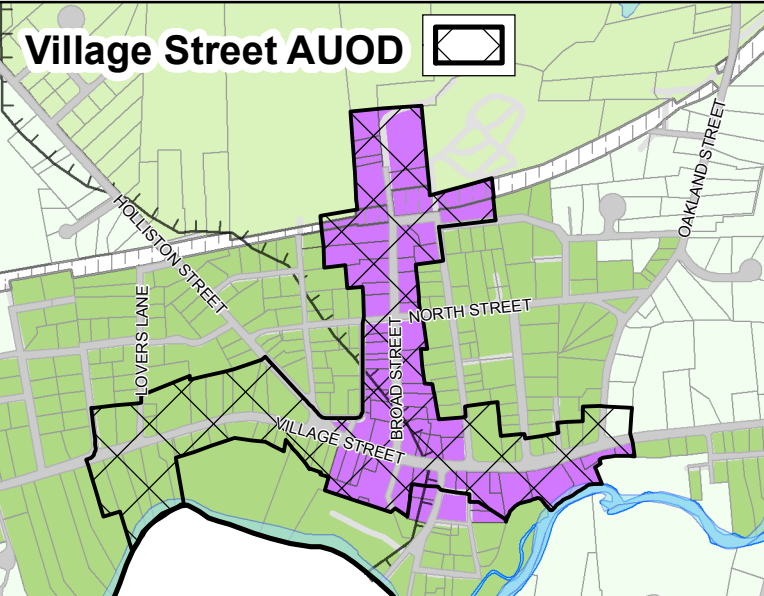 Village Street AUOD
OAKLAND STREET
HOLLISTON STREET
LOVERS LANE
NORTH STREET
BROAD STREET
VILLAGE STREET